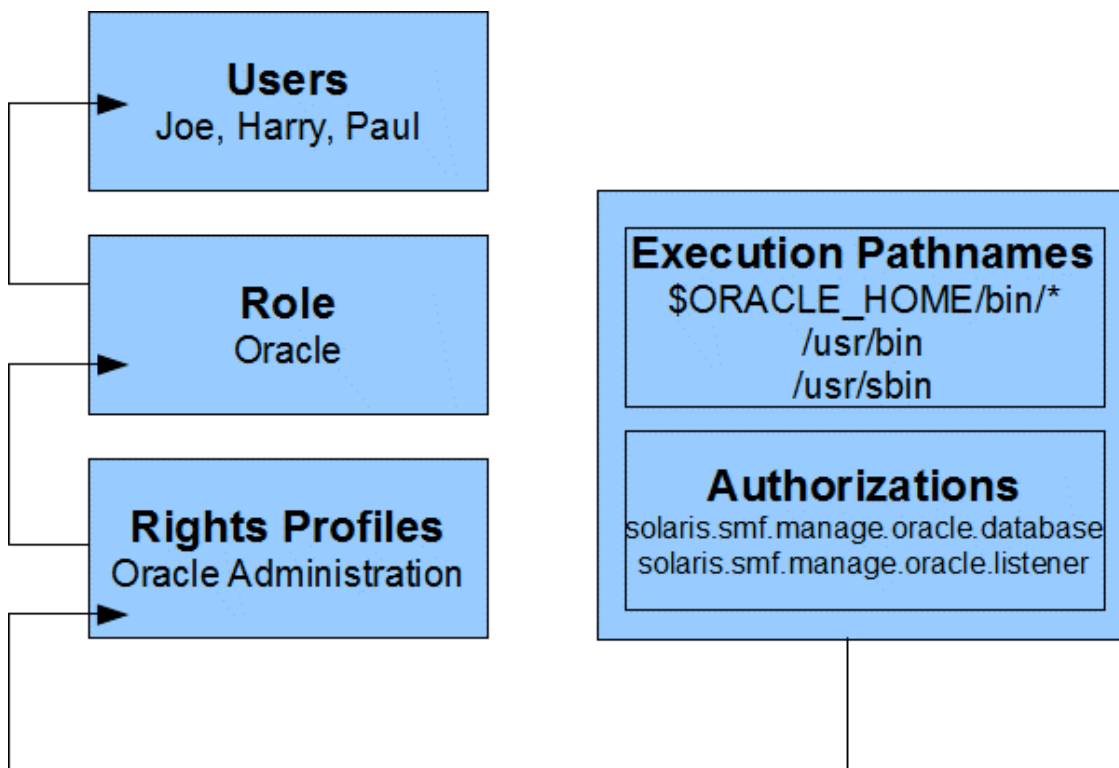 Users
Joe, Harry, Paul
Role
Oracle
Rights Profiles
Oracle Administration
Execution Pathnames
$ORACLE_HOME/bin/*
/usr/bin
/usr/sbin
Authorizations
solaris.smf.manage.oracle.database
solaris.smf.manage.oracle.listener